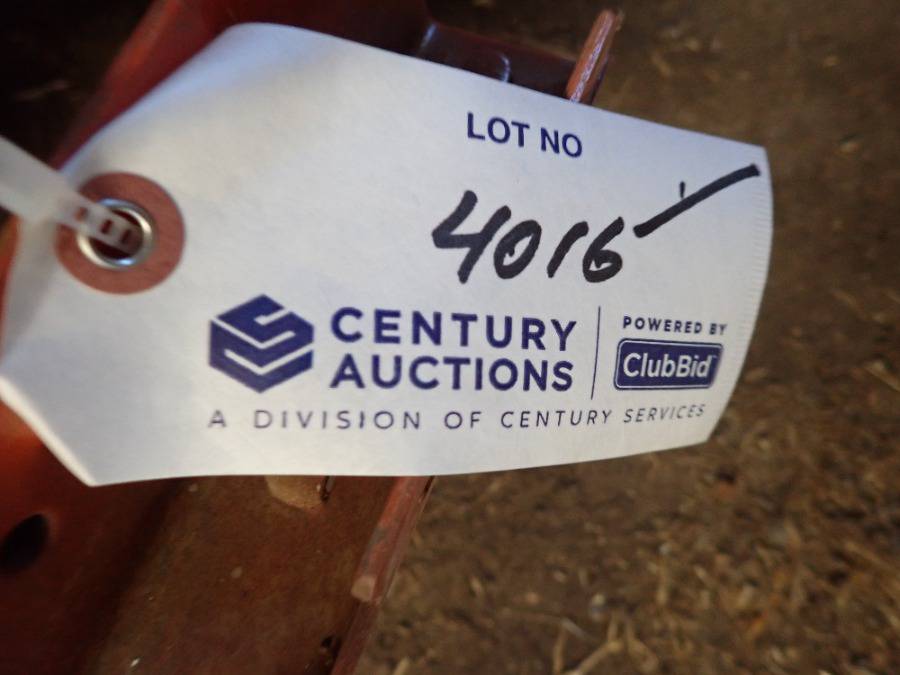 LOT NO
4016
CENTURY
AUCTIONS
POWERED BY
ClubBid
A DIVISION OF CENTURY SERVICES